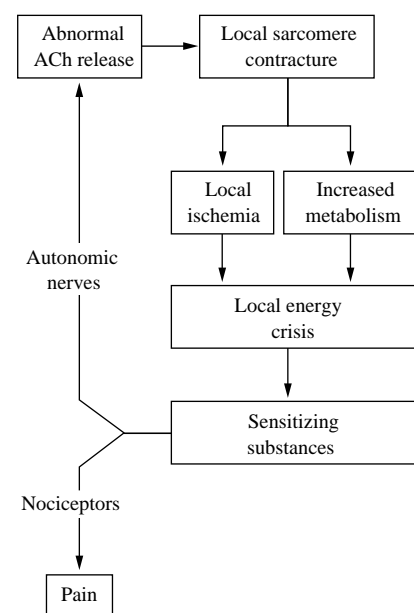 Abnormal
ACh release
Local sarcomere
contracture
Local
ischemia
Increased
metabolism
Autonomic
nerves
Local energy
crisis
Sensitizing
substances
Nociceptors
Pain